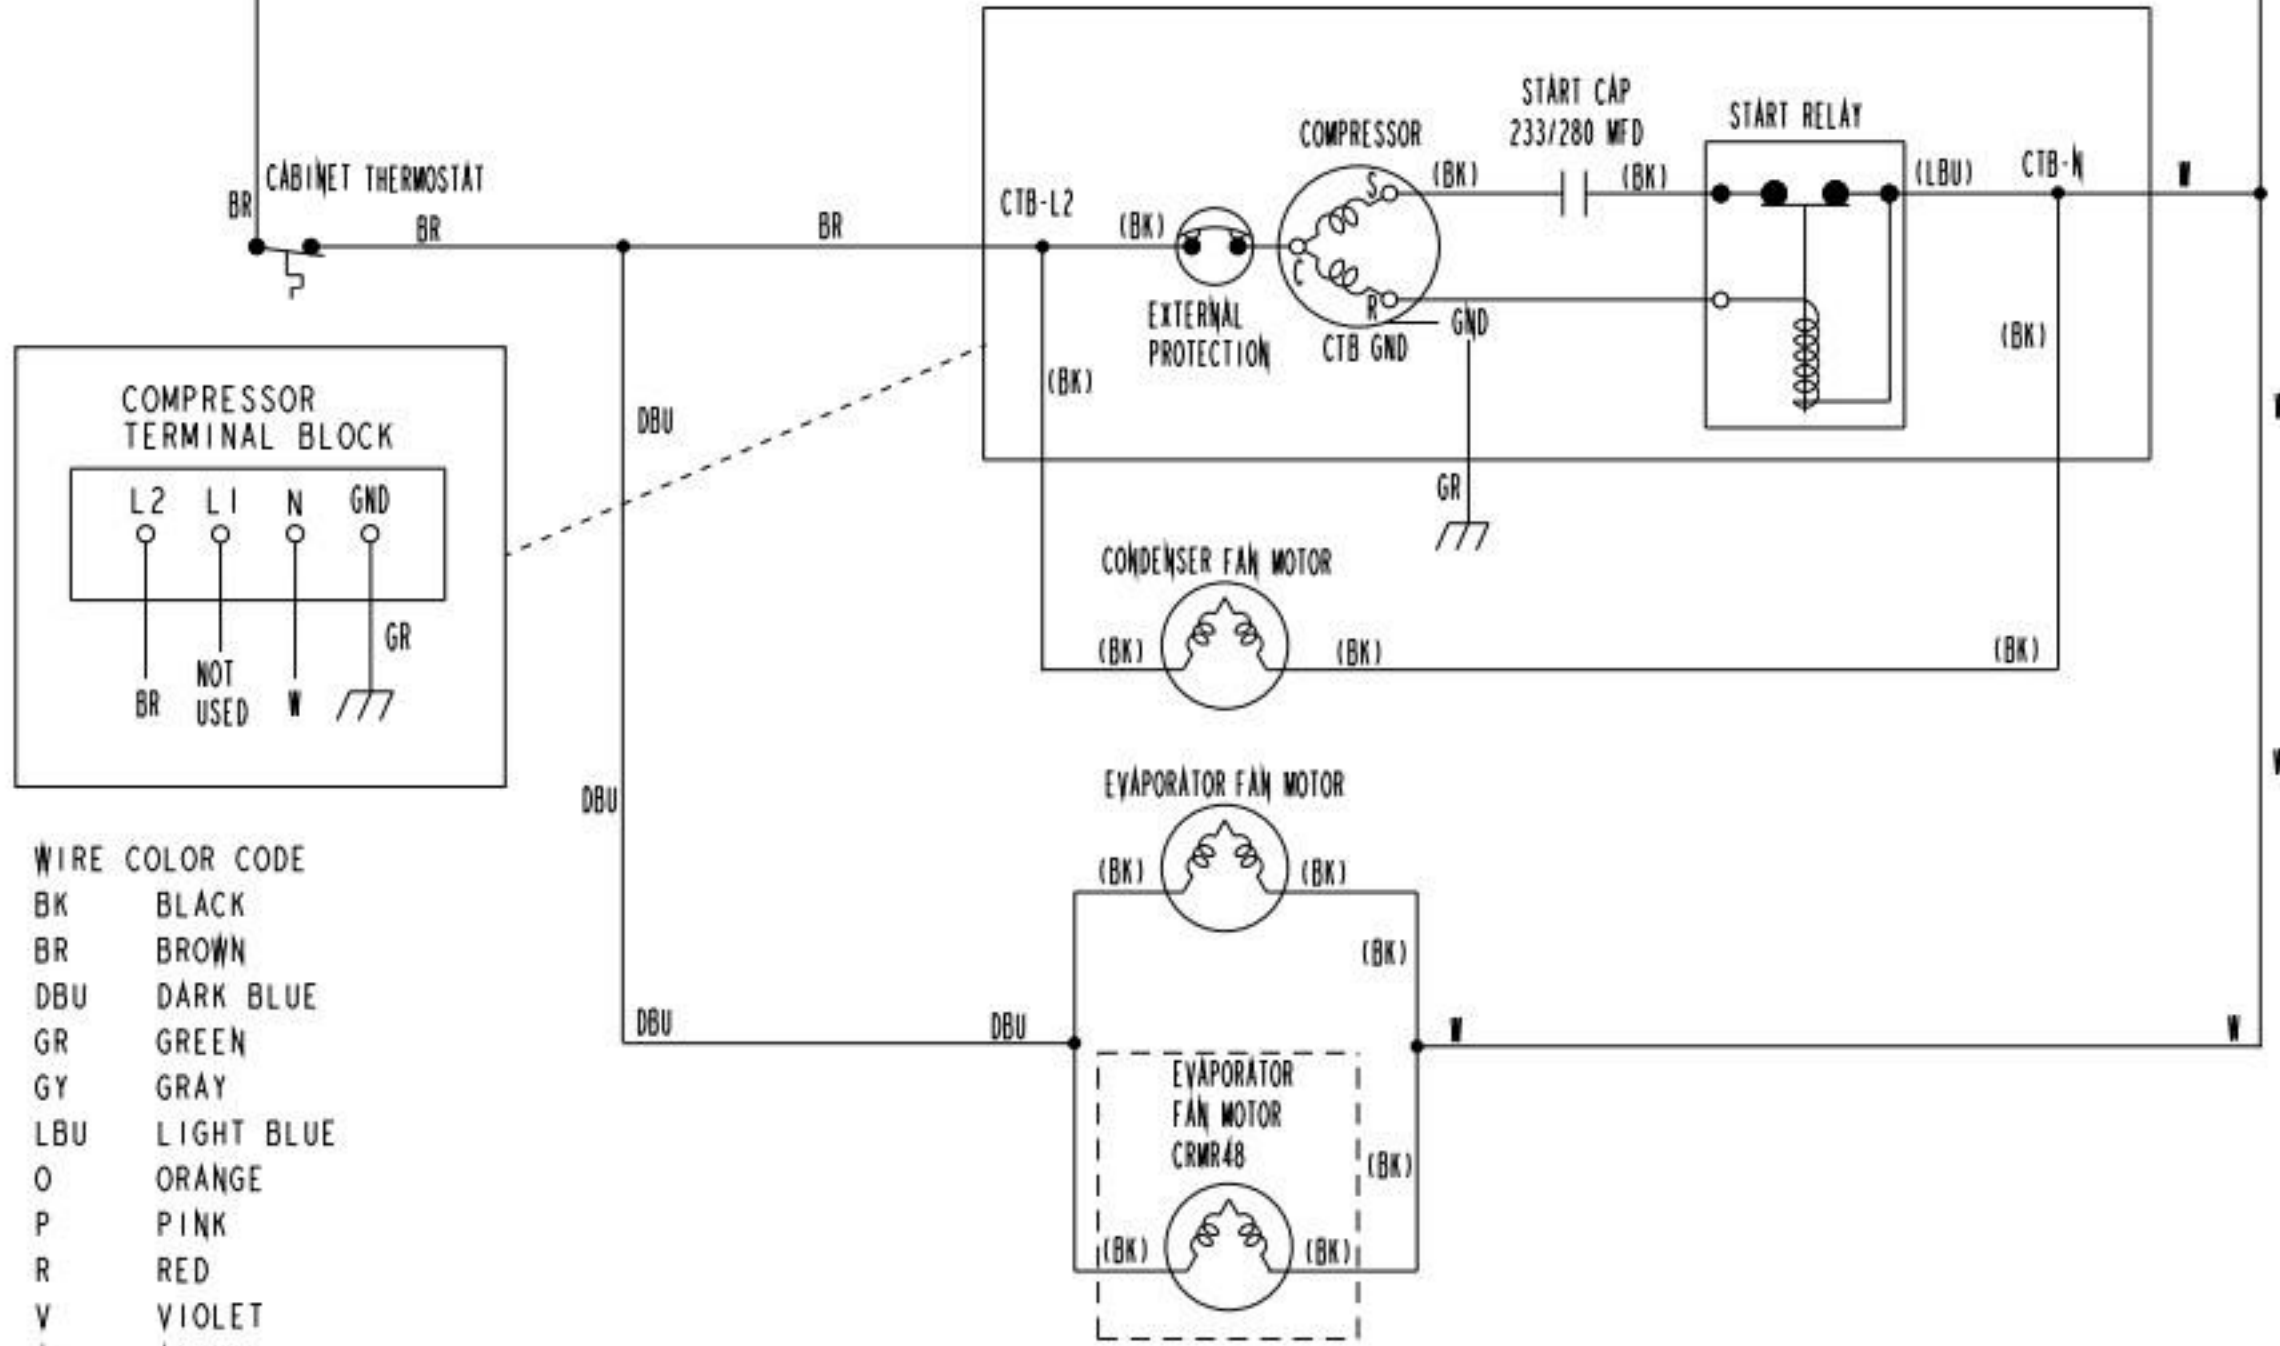 START CAP
233/280 MFD
START RELAY
COMPRESSOR
S
(BK)
(BK)
(LBU)
CTB-N
W
CABINET THERMOSTAT
BR
BR
BR
CTB-L2
(BK)
C
R
GND
CTB GND
EXTERNAL
PROTECTION
(BK)
(BK)
GR
COMPRESSOR
TERMINAL BLOCK
L2 L1 N GND
GR
BR
NOT
USED
W
DBU
CONDENSER FAN MOTOR
(BK)
(BK)
(BK)
DBU
EVAPORATOR FAN MOTOR
(BK)
(BK)
(BK)
DBU
DBU
W
W
EVAPORATOR
FAN MOTOR
CRMR48
(BK)
(BK)
(BK)
WIRE COLOR CODE
BK BLACK
BR BROWN
DBU DARK BLUE
GR GREEN
GY GRAY
LBU LIGHT BLUE
O ORANGE
P PINK
R RED
V VIOLET